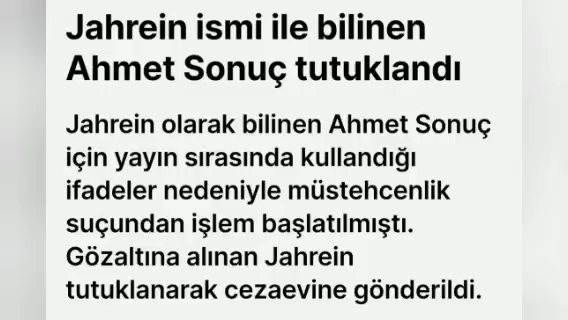 Jahrein ismi ile bilinen
Ahmet Sonuç tutuklandı
Jahrein olarak bilinen Ahmet Sonuç
için yayın sırasında kullandığı
ifadeler nedeniyle müstehcenlik
suçundan işlem başlatılmıştı.
Gözaltına alınan Jahrein
tutuklanarak cezaevine gönderildi.